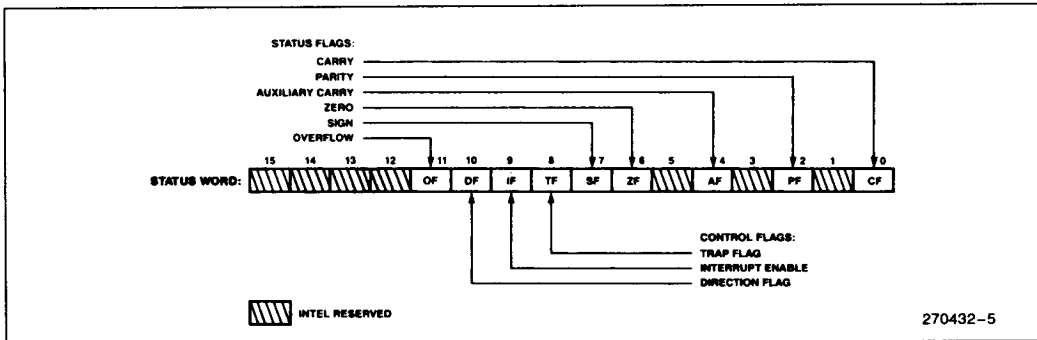 STATUS FLAGS:
CARRY
PARITY
AUXILIARY CARRY
ZERO
SIGN
OVERFLOW
15 14 13 12 11 10 9 8 7 6 5 4 3 2 1 0
STATUS WORD: OF DF IF TF SF ZF AF PF CF
CONTROL FLAGS:
TRAP FLAG
INTERRUPT ENABLE
DIRECTION FLAG
INTEL RESERVED
270432-5